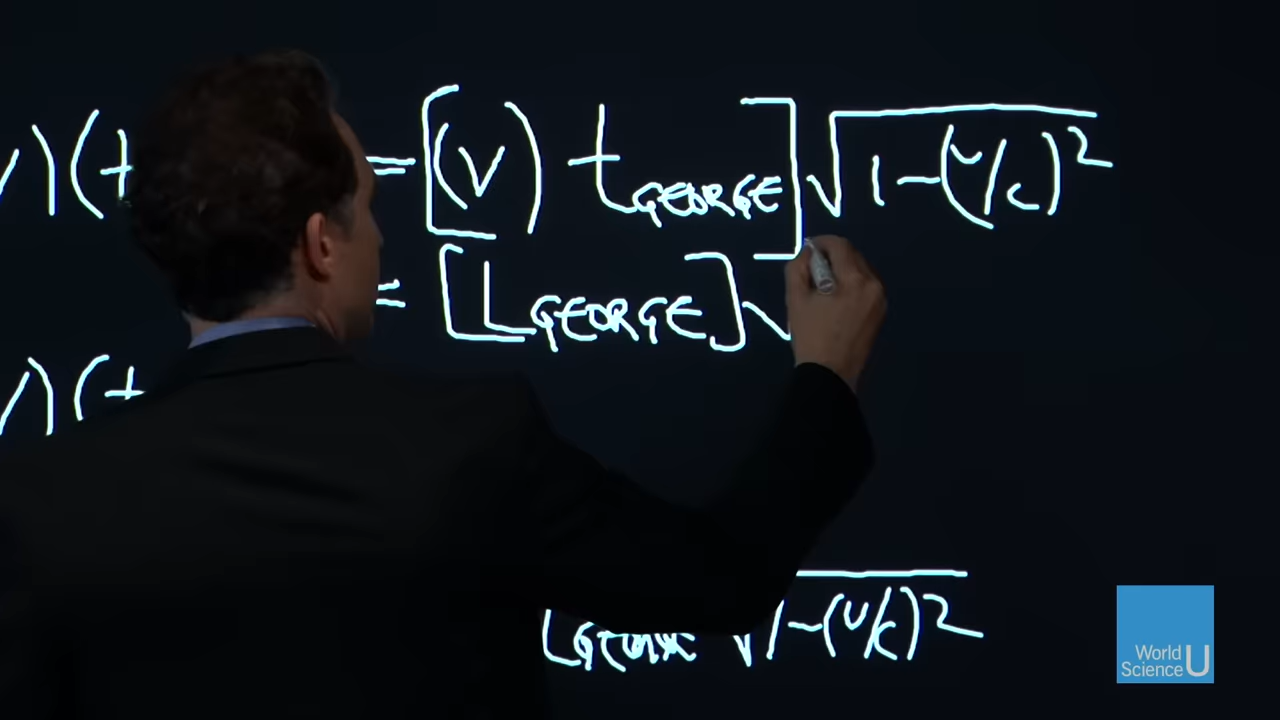 v)(t = [(v) t_GEORGE] √1-(v/c)²
= [L_GEORGE] √
v)(t
L_GEORGE √1-(v/c)²
World
Science U